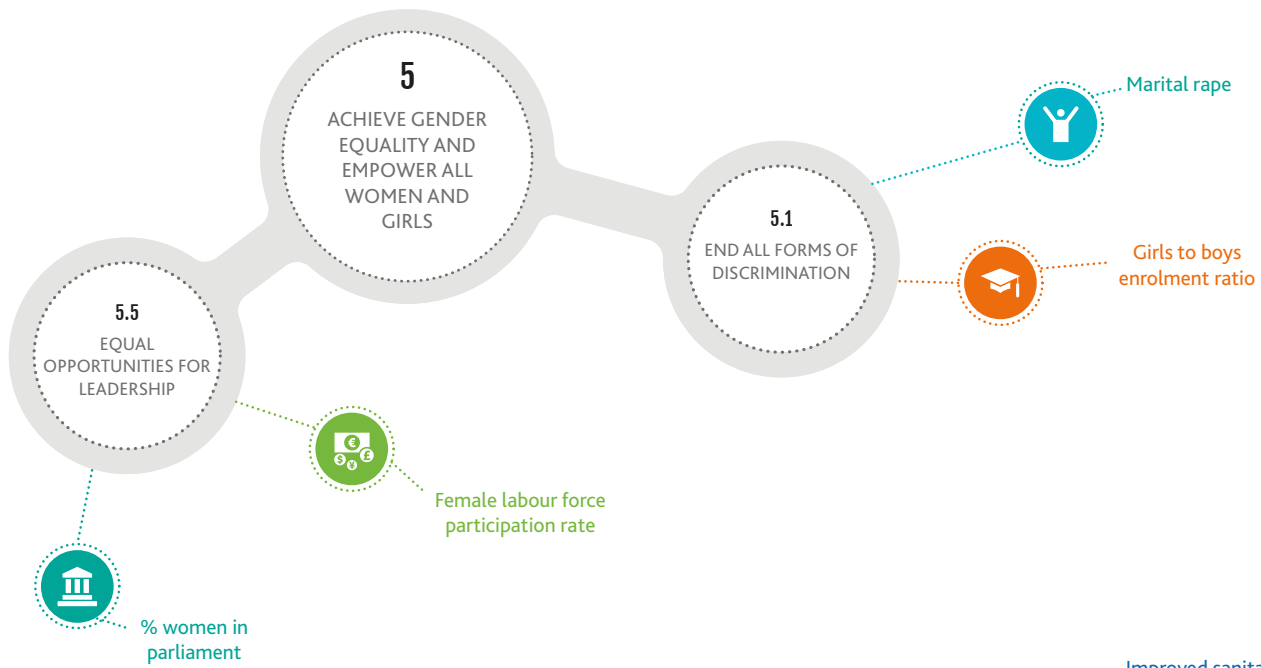 5
ACHIEVE GENDER
EQUALITY AND
EMPOWER ALL
WOMEN AND
GIRLS
Marital rape
5.1
END ALL FORMS OF
DISCRIMINATION
Girls to boys
enrolment ratio
5.5
EQUAL
OPPORTUNITIES FOR
LEADERSHIP
€
$
¥
£
Female labour force
participation rate
% women in
parliament
Improved